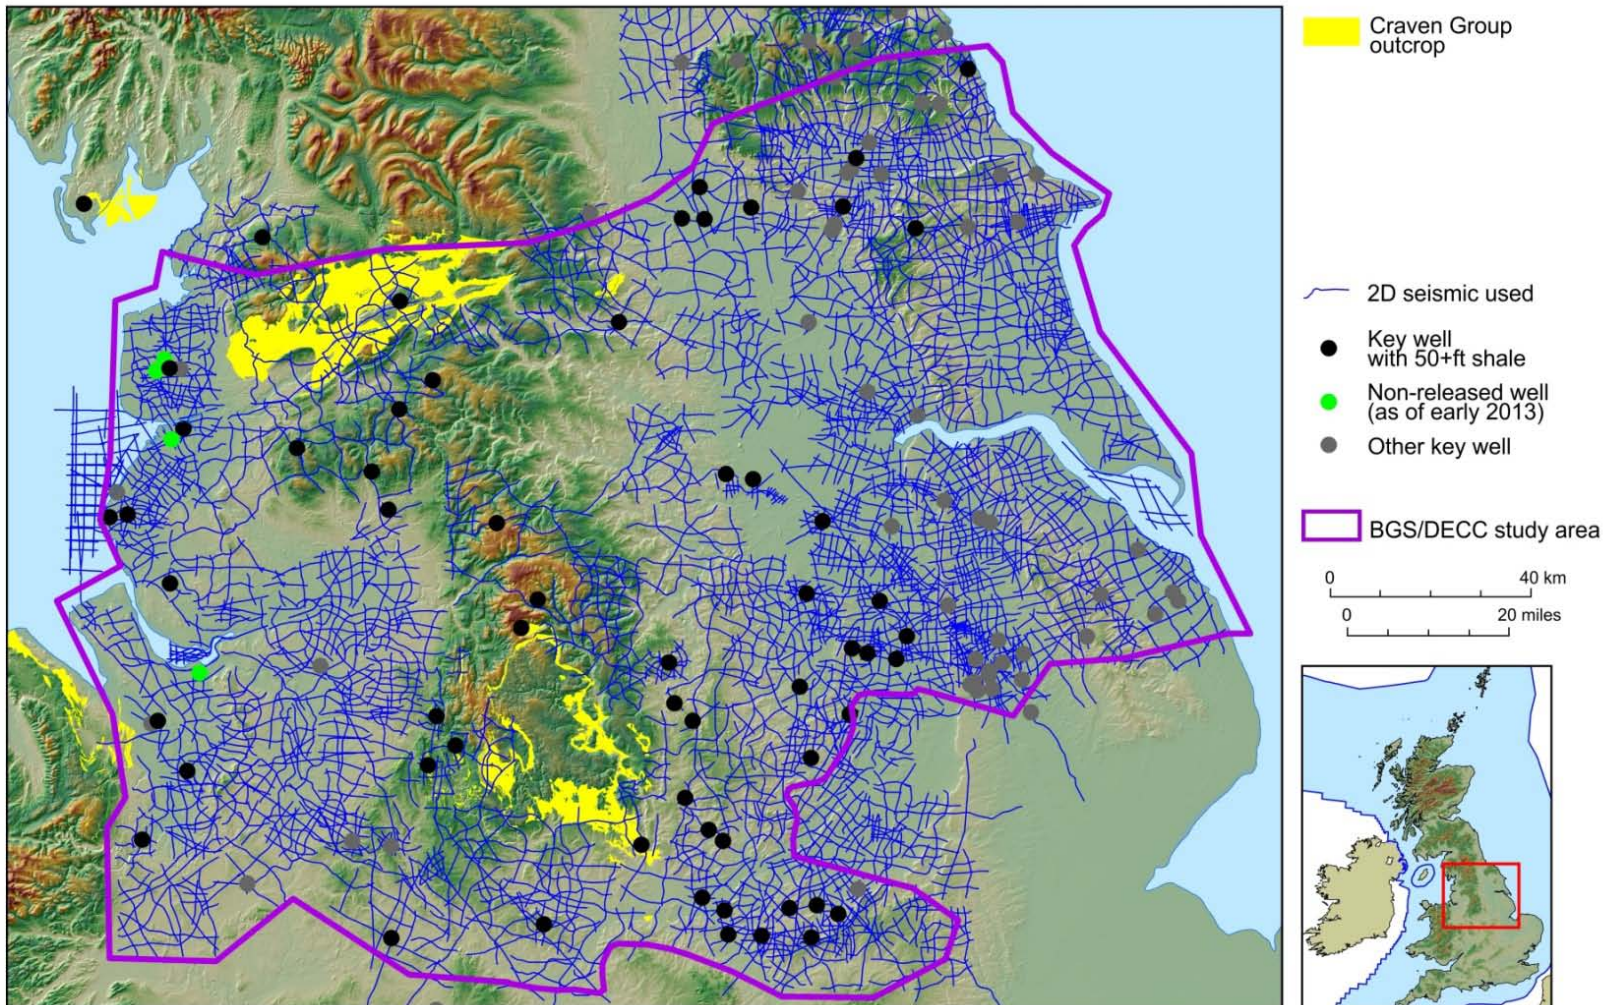 Craven Group
outcrop
2D seismic used
Key well
with 50+ft shale
Non-released well
(as of early 2013)
Other key well
BGS/DECC study area
0 40 km
0 20 miles